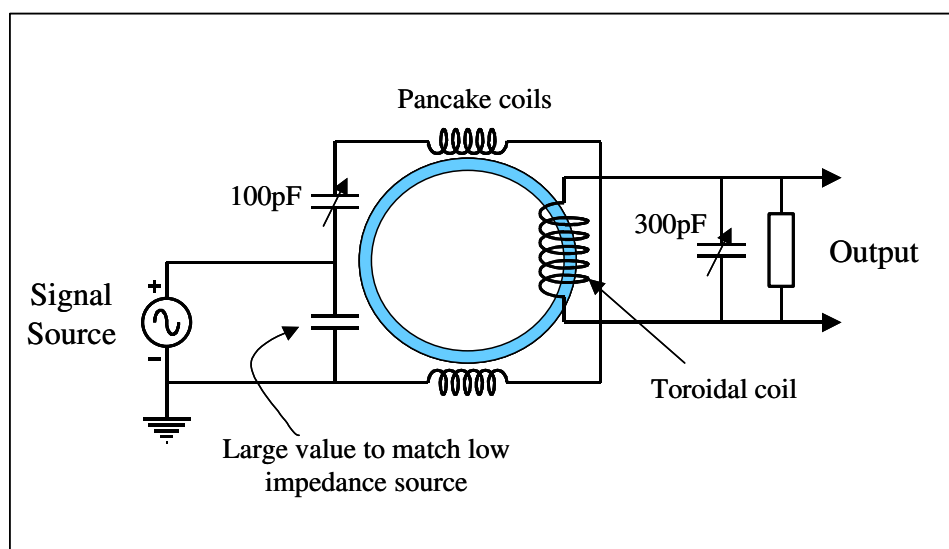 Pancake coils
100pF
300pF
+
Signal
Source
−
Output
Toroidal coil
Large value to match low
impedance source